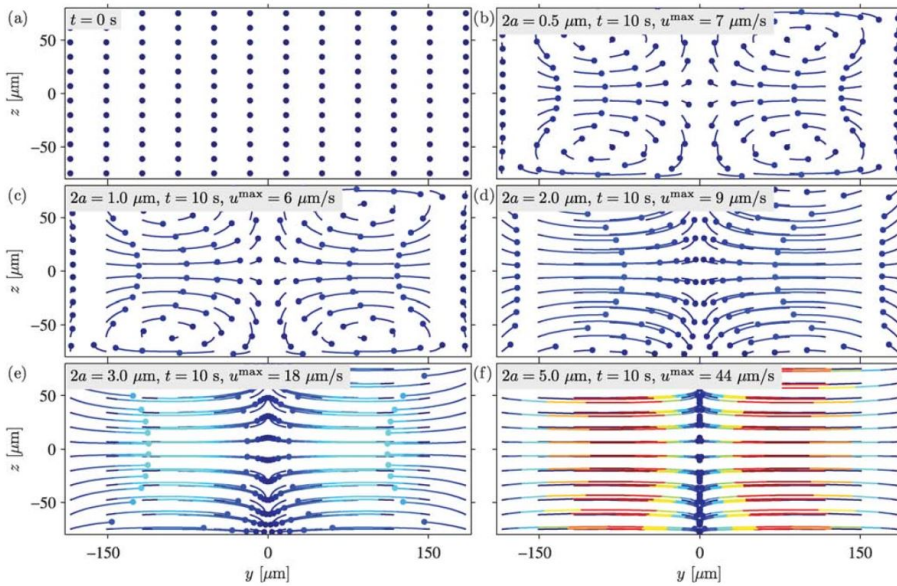 (a) t = 0 s
(b) 2a = 0.5 μm, t = 10 s, u^max = 7 μm/s
50
0
−50
z [μm]
(c) 2a = 1.0 μm, t = 10 s, u^max = 6 μm/s
(d) 2a = 2.0 μm, t = 10 s, u^max = 9 μm/s
50
0
−50
z [μm]
(e) 2a = 3.0 μm, t = 10 s, u^max = 18 μm/s
(f) 2a = 5.0 μm, t = 10 s, u^max = 44 μm/s
50
0
−50
z [μm]
−150 0 150 −150 0 150
y [μm] y [μm]